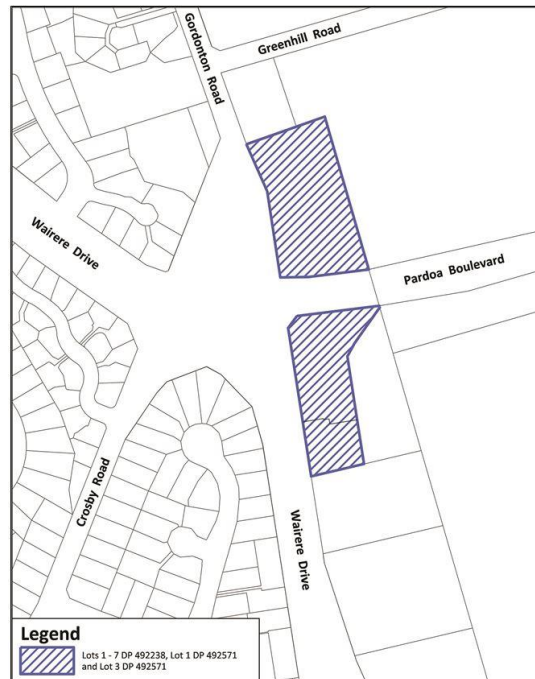 Greenhill Road
Gordonton Road
Wairere Drive
Pardoa Boulevard
Crosby Road
Wairere Drive
Legend
Lots 1 - 7 DP 492238, Lot 1 DP 492571
and Lot 3 DP 492571